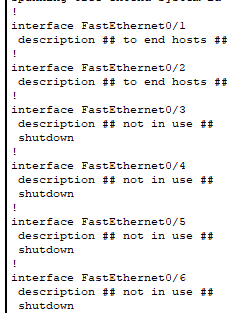 !
interface FastEthernet0/1
description ## to end hosts ##
!
interface FastEthernet0/2
description ## to end hosts ##
!
interface FastEthernet0/3
description ## not in use ##
shutdown
!
interface FastEthernet0/4
description ## not in use ##
shutdown
!
interface FastEthernet0/5
description ## not in use ##
shutdown
!
interface FastEthernet0/6
description ## not in use ##
shutdown